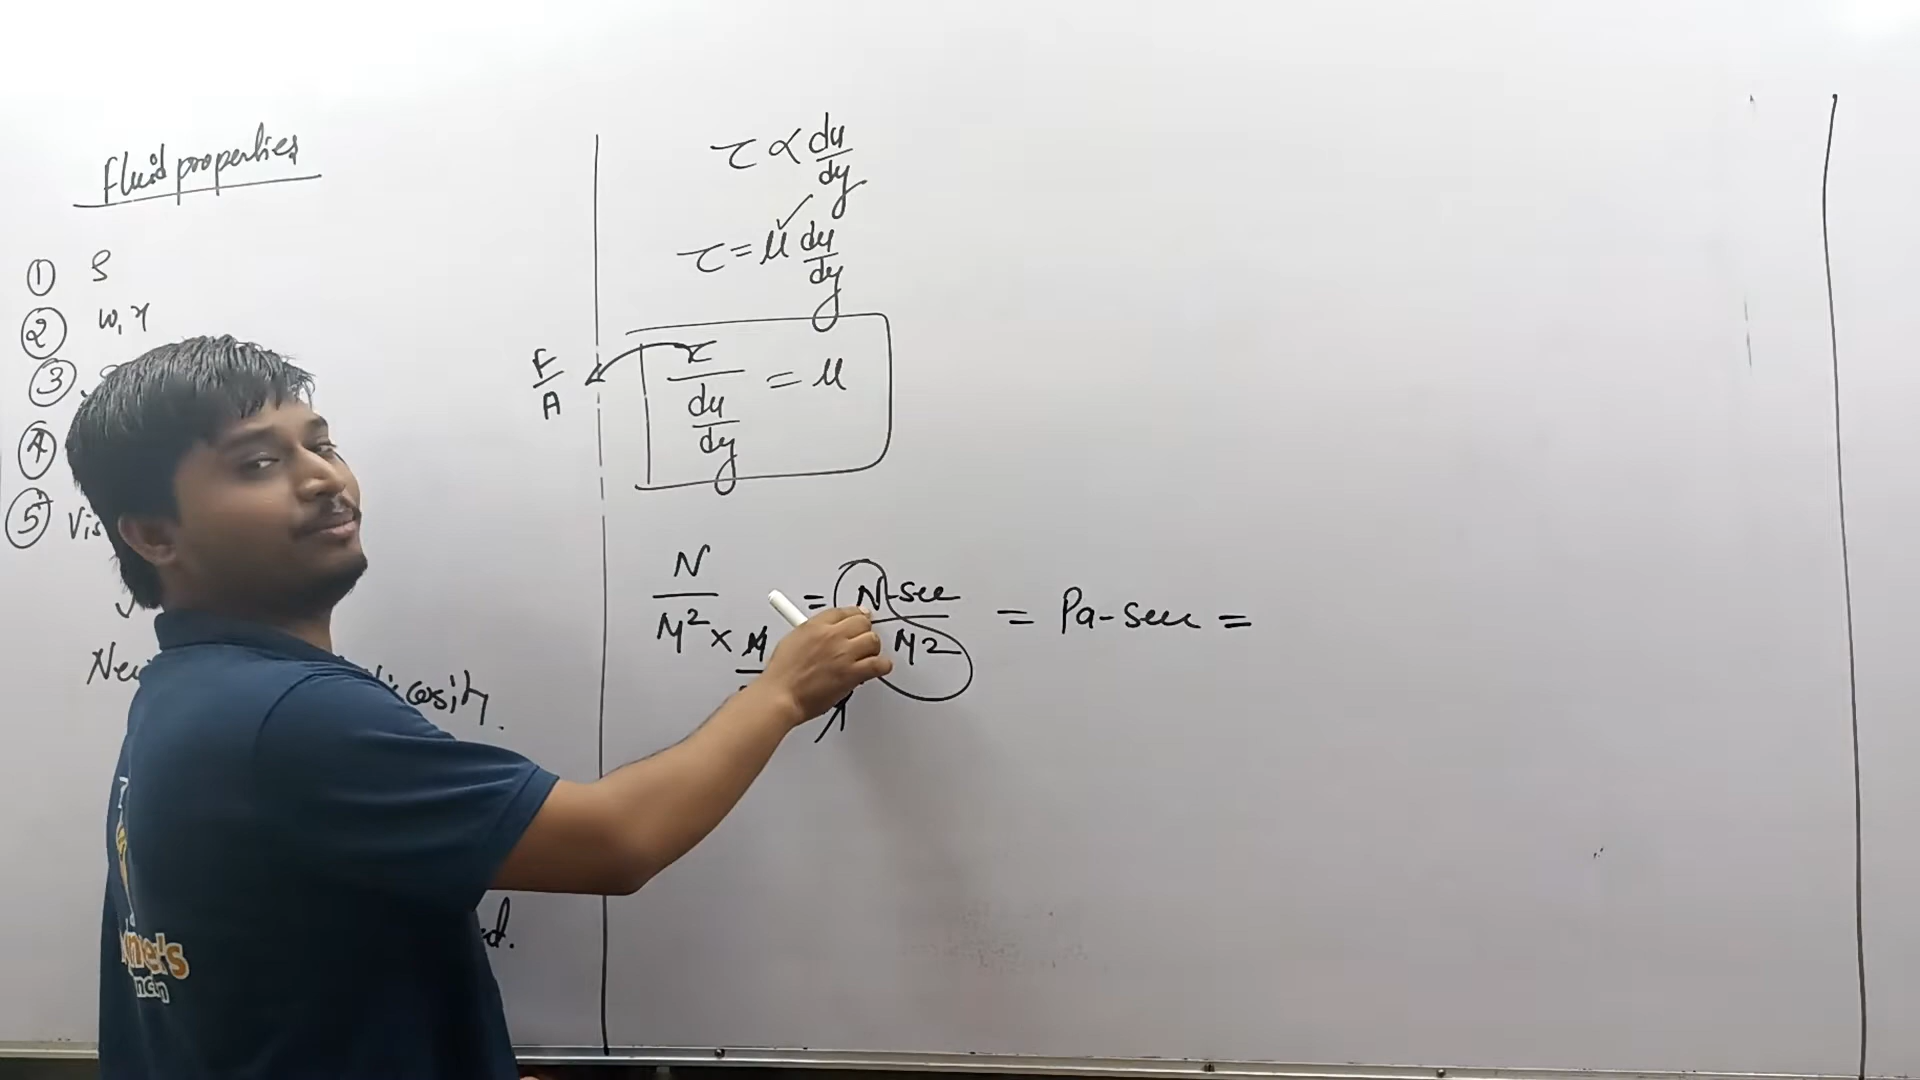 Fluid properties
① ρ
② w, γ
③
④
⑤ Vis
cosity.
d.
τ ∝ du/dy
τ = μ du/dy
F/A
τ/(du/dy) = μ
N/M² × M = N-sec/M² = Pa-sec =